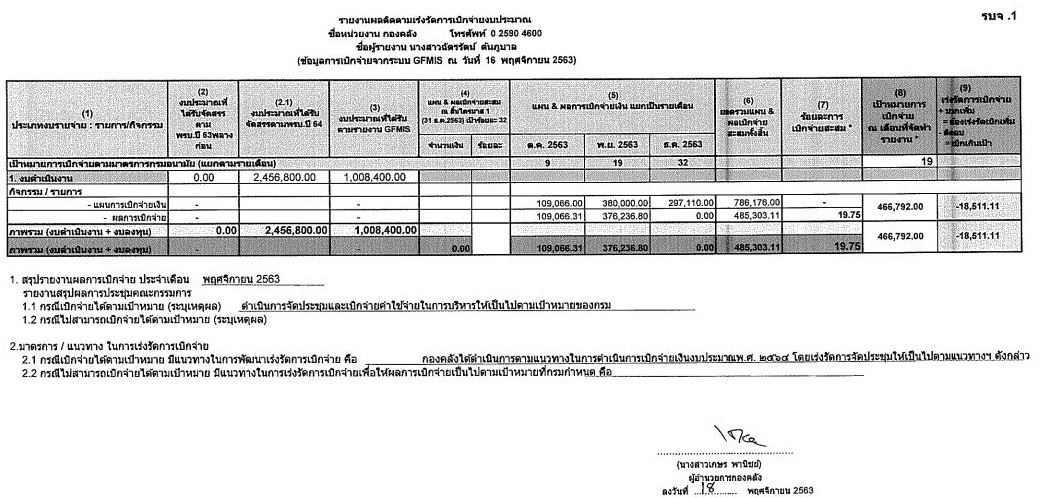 รบจ .1
รายงานผลติดตามเร่งรัดการเบิกจ่ายงบประมาณ
ชื่อหน่วยงาน กองคลัง โทรศัพท์ 0 2590 4600
ชื่อผู้รายงาน นางสาวฉัตรรัตน์ ตันภูบาล
(ข้อมูลการเบิกจ่ายจากระบบ GFMIS ณ วันที่ 16 พฤศจิกายน 2563)
(1) ประเภทงบรายจ่าย : รายการ/กิจกรรม
(2) งบประมาณที่ได้รับจัดสรรตาม พรบ.ปี 63พลางก่อน
(2.1) งบประมาณที่ได้รับจัดสรรตามพรบ.ปี 64
(3) งบประมาณที่ได้รับตามรายงาน GFMIS
(4) แผน & ผลเบิกจ่ายสะสม ณ สิ้นไตรมาส 1 (31 ธ.ค.2563) เป้าร้อยละ 32
จำนวนเงิน ร้อยละ
(5) แผน & ผลการเบิกจ่ายเงิน แยกเป็นรายเดือน
ต.ค. 2563 พ.ย. 2563 ธ.ค. 2563
(6) ยอดรวมแผน & ผลเบิกจ่ายสะสมทั้งสิ้น
(7) ร้อยละการเบิกจ่ายสะสม *
(8) เป้าหมายการเบิกจ่าย ณ เดือนที่จัดทำรายงาน *
(9) เร่งรัดการเบิกจ่าย + บวกเพิ่ม = ต้องเร่งรัดเบิกเพิ่ม - ติดลบ = เบิกเกินเป้า
เป้าหมายการเบิกจ่ายตามมาตรการกรมอนามัย (แยกตามรายเดือน) 9 19 32 19
1. งบดำเนินงาน 0.00 2,456,800.00 1,008,400.00
กิจกรรม / รายการ
- แผนการเบิกจ่ายเงิน - - 109,066.00 380,000.00 297,110.00 786,176.00 - 466,792.00 -18,511.11
- ผลการเบิกจ่าย - - 109,066.31 376,236.80 0.00 485,303.11 19.75
ภาพรวม (งบดำเนินงาน + งบลงทุน) 0.00 2,456,800.00 1,008,400.00 466,792.00 -18,511.11
ภาพรวม (งบดำเนินงาน + งบลงทุน) - - 0.00 109,066.31 376,236.80 0.00 485,303.11 19.75
1. สรุปรายงานผลการเบิกจ่าย ประจำเดือน พฤศจิกายน 2563
รายงานสรุปผลการประชุมคณะกรรมการ
1.1 กรณีเบิกจ่ายได้ตามเป้าหมาย (ระบุเหตุผล) ดำเนินการจัดประชุมและเบิกจ่ายค่าใช้จ่ายในการบริหารให้เป็นไปตามเป้าหมายของกรม
1.2 กรณีไม่สามารถเบิกจ่ายได้ตามเป้าหมาย (ระบุเหตุผล)
2.มาตรการ / แนวทาง ในการเร่งรัดการเบิกจ่าย
2.1 กรณีเบิกจ่ายได้ตามเป้าหมาย มีแนวทางในการพัฒนาเร่งรัดการเบิกจ่าย คือ กองคลังได้ดำเนินการตามแนวทางในการดำเนินการเบิกจ่ายเงินงบประมาณพ.ศ. ๒๕๖๔ โดยเร่งรัดการจัดประชุมให้เป็นไปตามแนวทางฯ ดังกล่าว
2.2 กรณีไม่สามารถเบิกจ่ายได้ตามเป้าหมาย มีแนวทางในการเร่งรัดการเบิกจ่ายเพื่อให้ผลการเบิกจ่ายเป็นไปตามเป้าหมายที่กรมกำหนด คือ
(นางสาวเกษร พานิชย์)
ผู้อำนวยการกองคลัง
ลงวันที่ 18 พฤศจิกายน 2563